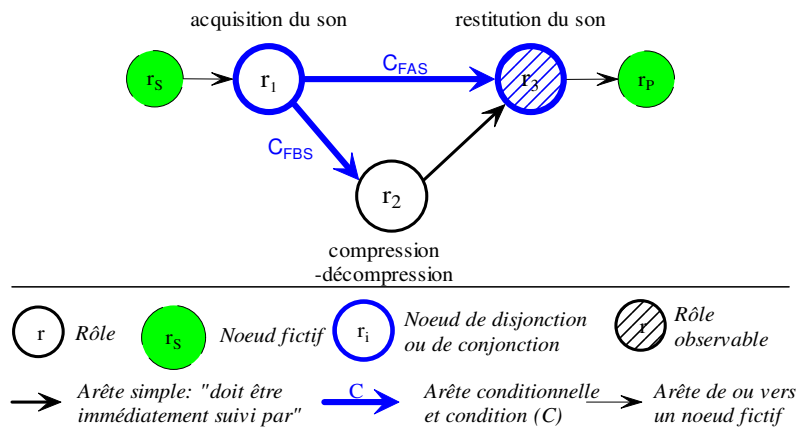 acquisition du son
restitution du son
r_S
r_1
C_FAS
r_3
r_P
C_FBS
r_2
compression
-décompression
r
Rôle
r_S
Noeud fictif
r_i
Noeud de disjonction
ou de conjonction
r
Rôle
observable
Arête simple: "doit être
immédiatement suivi par"
C
Arête conditionnelle
et condition (C)
Arête de ou vers
un noeud fictif